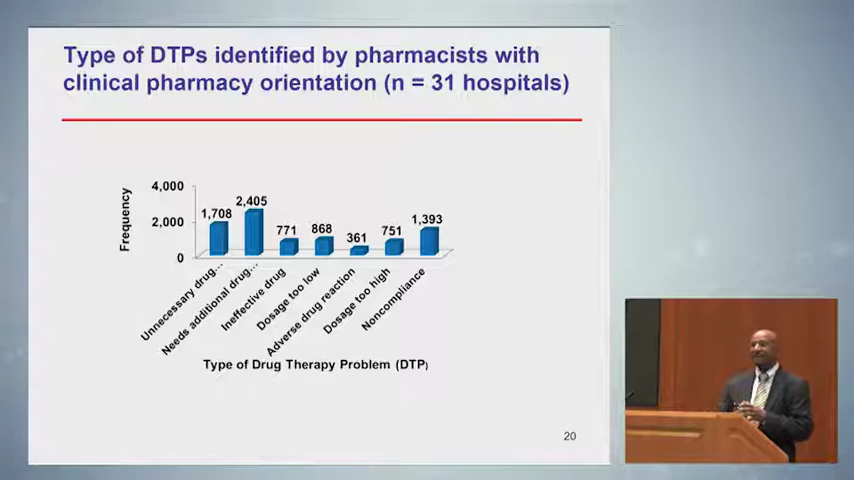 Type of DTPs identified by pharmacists with
clinical pharmacy orientation (n = 31 hospitals)
Frequency
4,000
2,000
0
1,708
2,405
771
868
361
751
1,393
Unnecessary drug...
Needs additional drug...
Ineffective drug
Dosage too low
Adverse drug reaction
Dosage too high
Noncompliance
Type of Drug Therapy Problem (DTP)
20